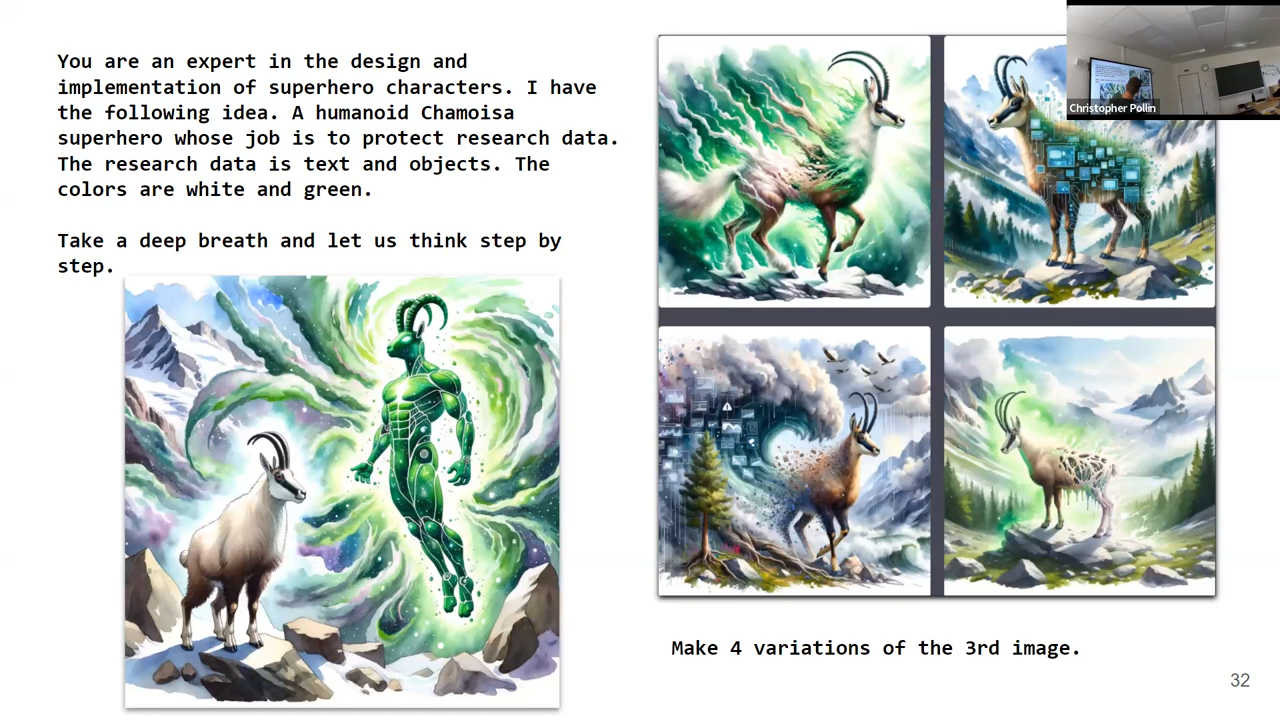 You are an expert in the design and
implementation of superhero characters. I have
the following idea. A humanoid Chamoisa
superhero whose job is to protect research data.
The research data is text and objects. The
colors are white and green.
Take a deep breath and let us think step by
step.
Christopher Pollin
Make 4 variations of the 3rd image.
32